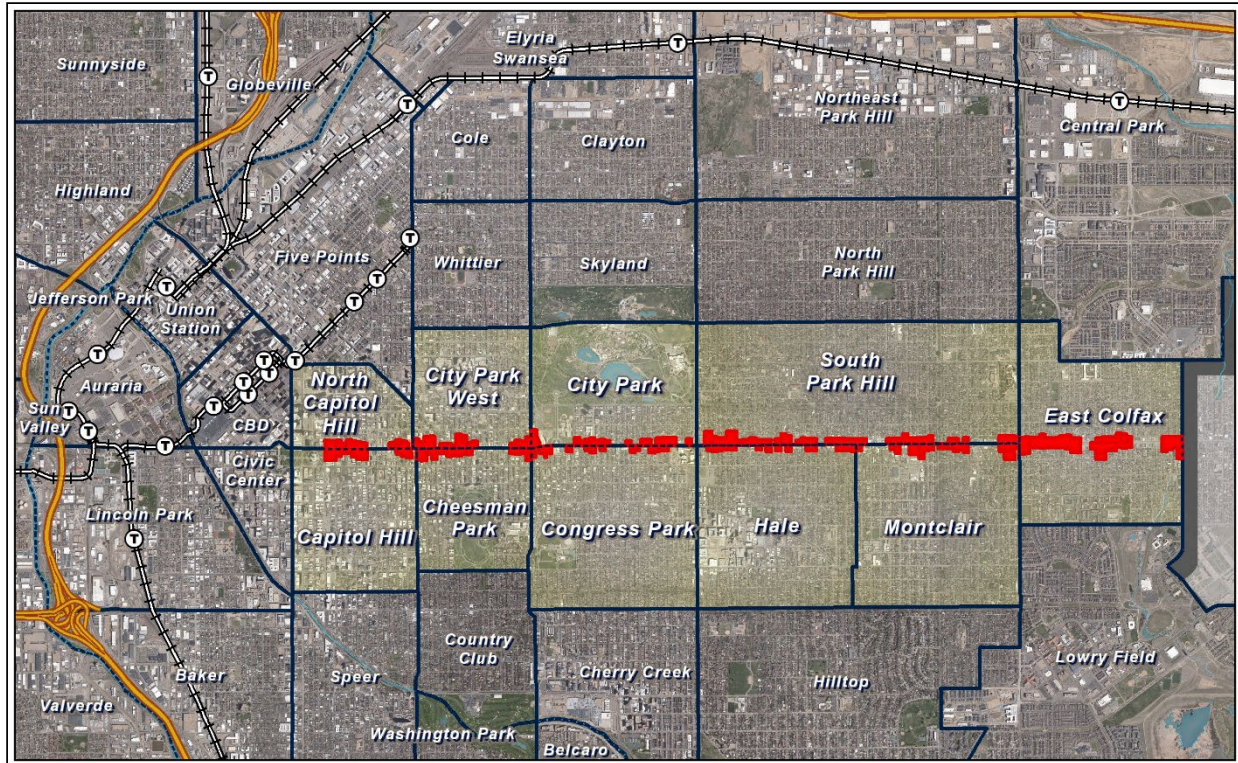 Sunnyside
Globeville
Elyria
Swansea
T
T
T
T
Northeast
Park Hill
Central Park
Cole
Clayton
Highland
Five Points
T
Whittier
Skyland
North
Park Hill
Jefferson Park
T
Union
Station
T
T
T
Auraria
T
T
T
T
T
North
Capitol
Hill
City Park
West
City Park
South
Park Hill
East Colfax
Sun
Valley
T
T
T
T
CBD
Civic
Center
Lincoln Park
T
Capitol Hill
Cheesman
Park
Congress Park
Hale
Montclair
Country
Club
Baker
Speer
Cherry Creek
Hilltop
Lowry Field
Valverde
Washington Park
Belcaro